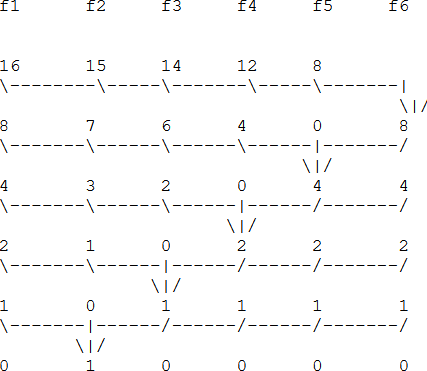 f1 f2 f3 f4 f5 f6
16 15 14 12 8
\--------\-----\--------\-----\--------|
\|/
8 7 6 4 0 8
\--------\------\-------\------|-------/
\|/
4 3 2 0 4 4
\--------\------\-------|------/-------/
\|/
2 1 0 2 2 2
\--------\------|-------/------/-------/
\|/
1 0 1 1 1 1
\--------|------/-------/------/-------/
\|/
0 1 0 0 0 0